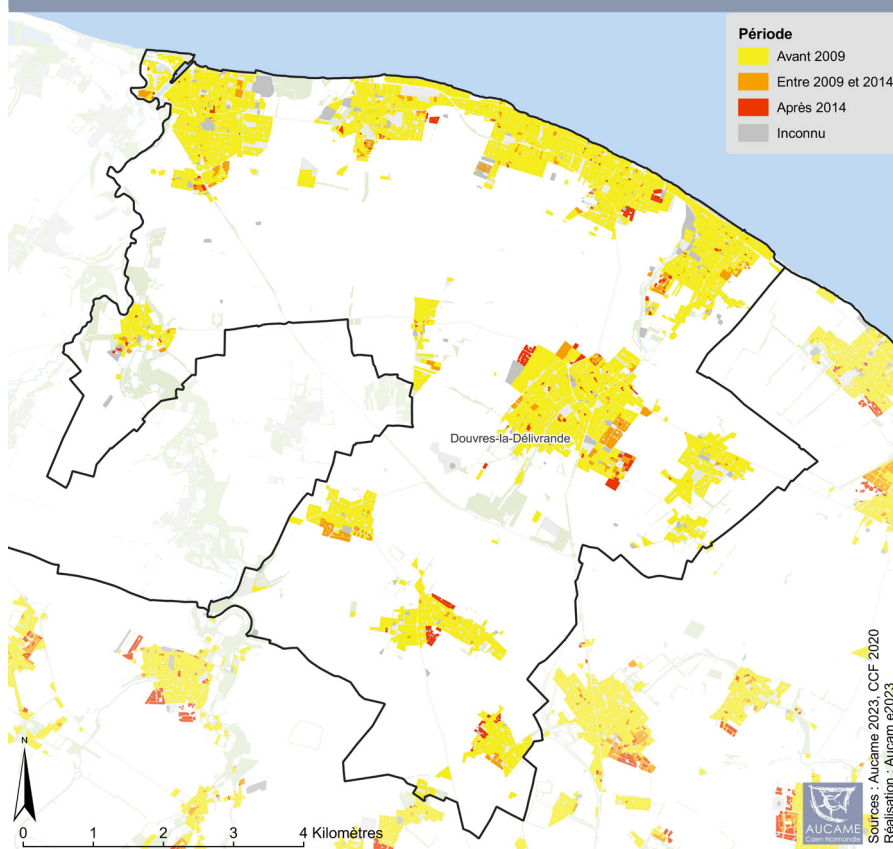 Période
Avant 2009
Entre 2009 et 2014
Après 2014
Inconnu
Douvres-la-Délivrande
N
0 1 2 3 4 Kilomètres
AUCAME
Caen Normandie
Sources : Aucame 2023, CCF 2020
Réalisation : Aucam e2023